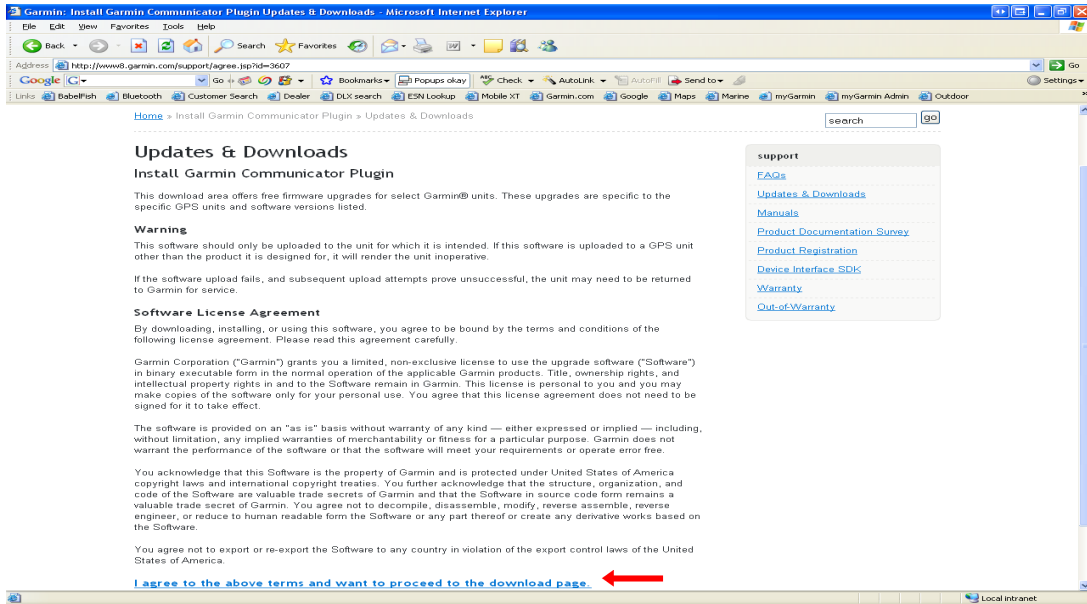 Garmin: Install Garmin Communicator Plugin Updates & Downloads - Microsoft Internet Explorer
File Edit View Favorites Tools Help
Back Search Favorites
Address http://www8.garmin.com/support/agree.jsp?id=3607 Go
Google G Go Bookmarks Popups okay Check AutoLink AutoFill Send to Settings
Links BabelFish Bluetooth Customer Search Dealer DLX search ESN Lookup Mobile XT Garmin.com Google Maps Marine myGarmin myGarmin Admin Outdoor
Home » Install Garmin Communicator Plugin » Updates & Downloads
search go
Updates & Downloads
Install Garmin Communicator Plugin
This download area offers free firmware upgrades for select Garmin® units. These upgrades are specific to the
specific GPS units and software versions listed.
Warning
This software should only be uploaded to the unit for which it is intended. If this software is uploaded to a GPS unit
other than the product it is designed for, it will render the unit inoperative.
If the software upload fails, and subsequent upload attempts prove unsuccessful, the unit may need to be returned
to Garmin for service.
Software License Agreement
By downloading, installing, or using this software, you agree to be bound by the terms and conditions of the
following license agreement. Please read this agreement carefully.
Garmin Corporation ("Garmin") grants you a limited, non-exclusive license to use the upgrade software ("Software")
in binary executable form in the normal operation of the applicable Garmin products. Title, ownership rights, and
intellectual property rights in and to the Software remain in Garmin. This license is personal to you and you may
make copies of the software only for your personal use. You agree that this license agreement does not need to be
signed for it to take effect.
The software is provided on an "as is" basis without warranty of any kind — either expressed or implied — including,
without limitation, any implied warranties of merchantability or fitness for a particular purpose. Garmin does not
warrant the performance of the software or that the software will meet your requirements or operate error free.
You acknowledge that this Software is the property of Garmin and is protected under United States of America
copyright laws and international copyright treaties. You further acknowledge that the structure, organization, and
code of the Software are valuable trade secrets of Garmin and that the Software in source code form remains a
valuable trade secret of Garmin. You agree not to decompile, disassemble, modify, reverse assemble, reverse
engineer, or reduce to human readable form the Software or any part thereof or create any derivative works based on
the Software.
You agree not to export or re-export the Software to any country in violation of the export control laws of the United
States of America.
I agree to the above terms and want to proceed to the download page.
support
FAQs
Updates & Downloads
Manuals
Product Documentation Survey
Product Registration
Device Interface SDK
Warranty
Out-of-Warranty
Local intranet